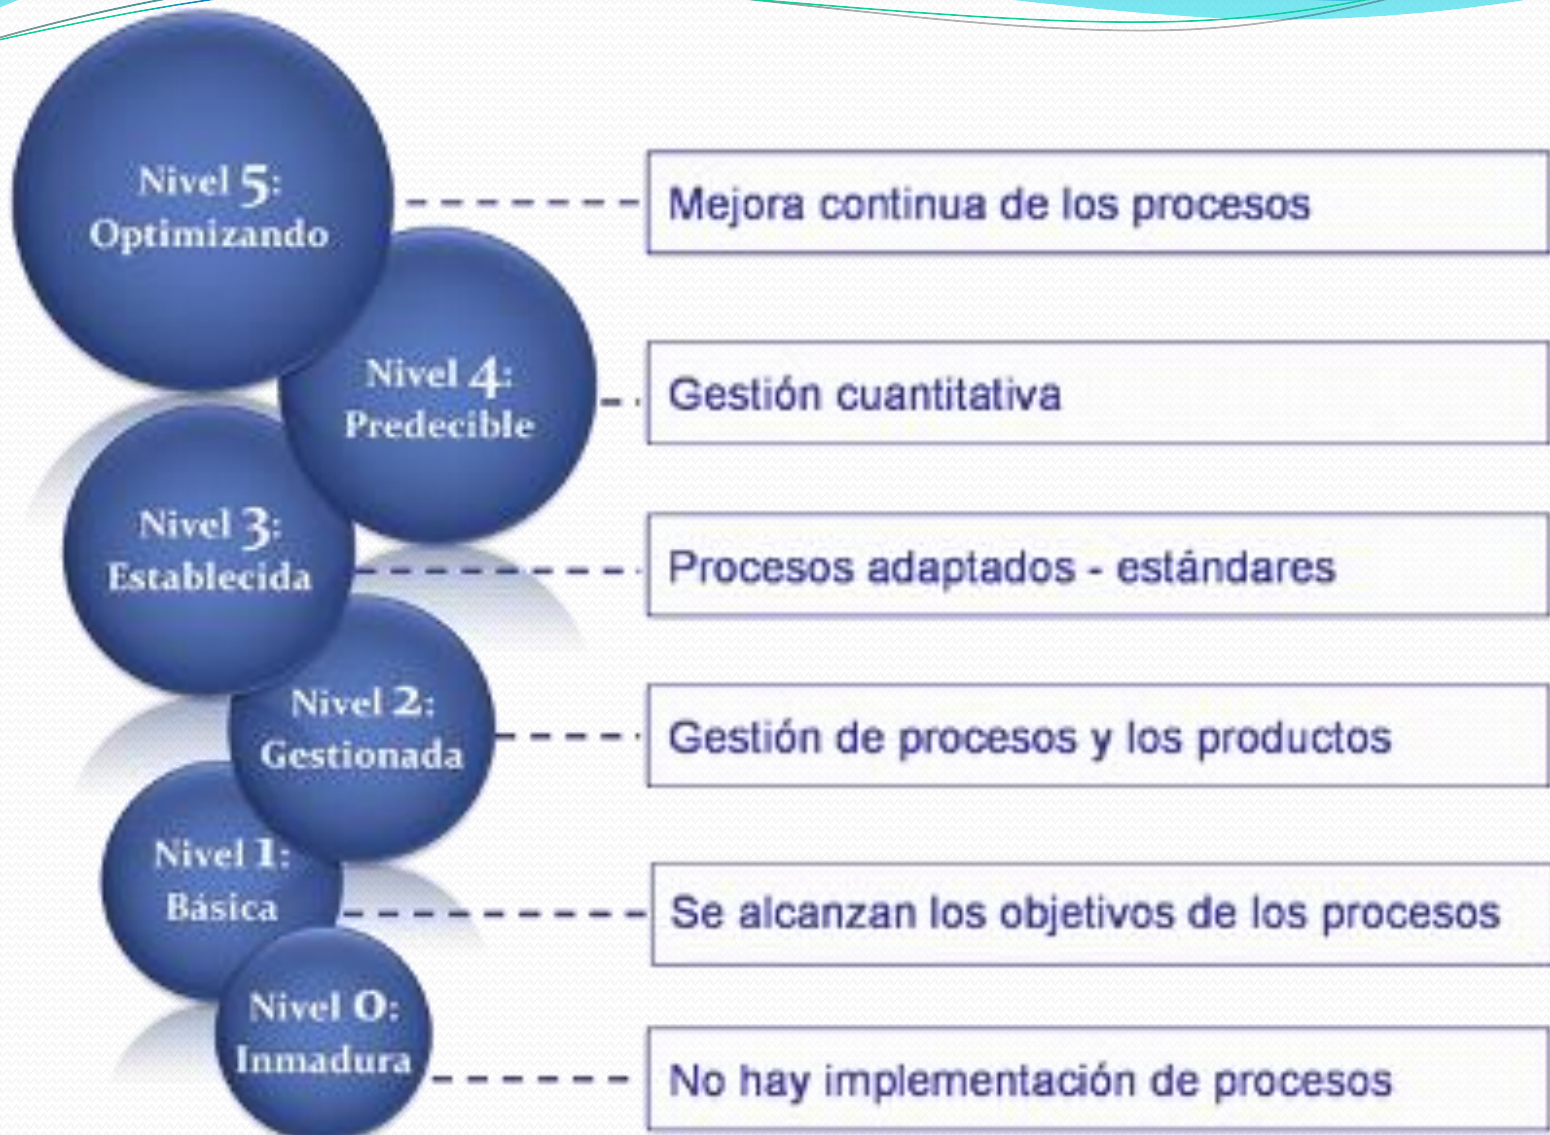 Nivel 5:
Optimizando
Mejora continua de los procesos
Nivel 4:
Predecible
Gestión cuantitativa
Nivel 3:
Establecida
Procesos adaptados - estándares
Nivel 2:
Gestionada
Gestión de procesos y los productos
Nivel 1:
Básica
Se alcanzan los objetivos de los procesos
Nivel 0:
Inmadura
No hay implementación de procesos